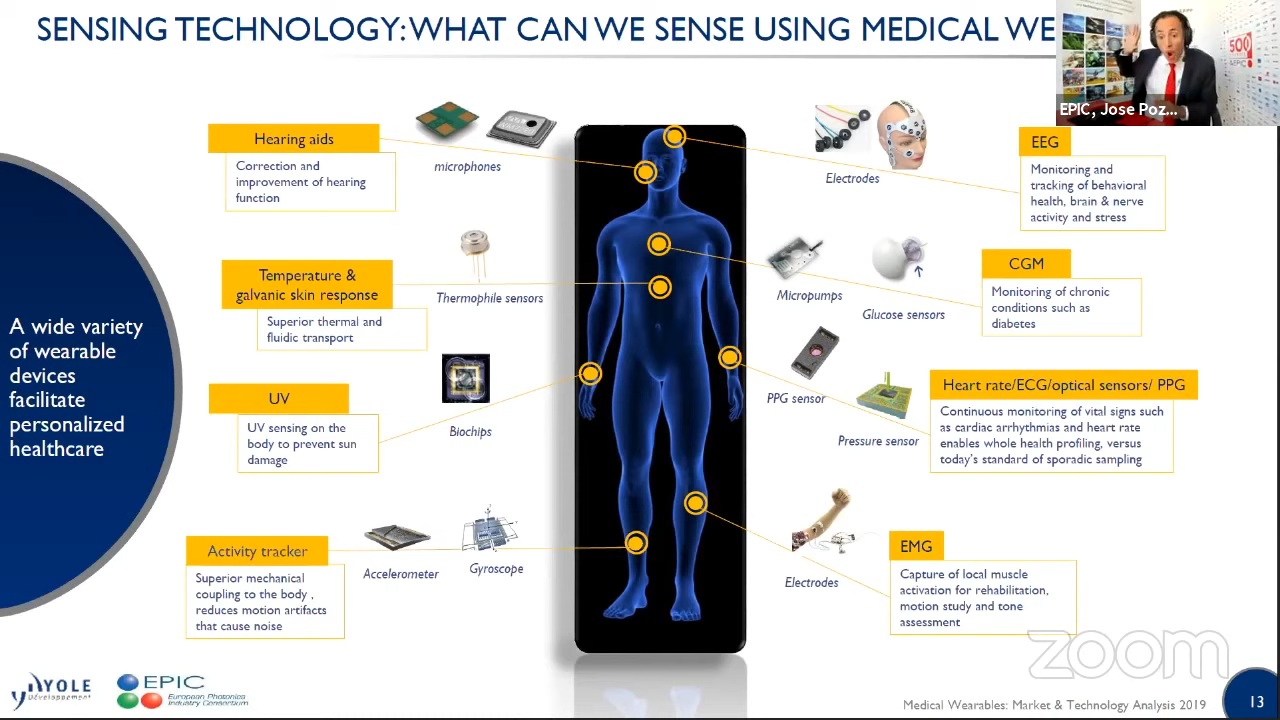 SENSING TECHNOLOGY: WHAT CAN WE SENSE USING MEDICAL WE
500
EPIC
EPIC, Jose Poz...
Hearing aids
Correction and
improvement of hearing
function
microphones
Electrodes
EEG
Monitoring and
tracking of behavioral
health, brain & nerve
activity and stress
Temperature &
galvanic skin response
Superior thermal and
fluidic transport
Thermophile sensors
Micropumps
Glucose sensors
CGM
Monitoring of chronic
conditions such as
diabetes
A wide variety
of wearable
devices
facilitate
personalized
healthcare
UV
UV sensing on the
body to prevent sun
damage
Biochips
PPG sensor
Pressure sensor
Heart rate/ECG/optical sensors/ PPG
Continuous monitoring of vital signs such
as cardiac arrhythmias and heart rate
enables whole health profiling, versus
today's standard of sporadic sampling
Activity tracker
Superior mechanical
coupling to the body ,
reduces motion artifacts
that cause noise
Accelerometer
Gyroscope
Electrodes
EMG
Capture of local muscle
activation for rehabilitation,
motion study and tone
assessment
zoom
YOLE
Développement
EPIC
European Photonics
Industry Consortium
Medical Wearables: Market & Technology Analysis 2019
13